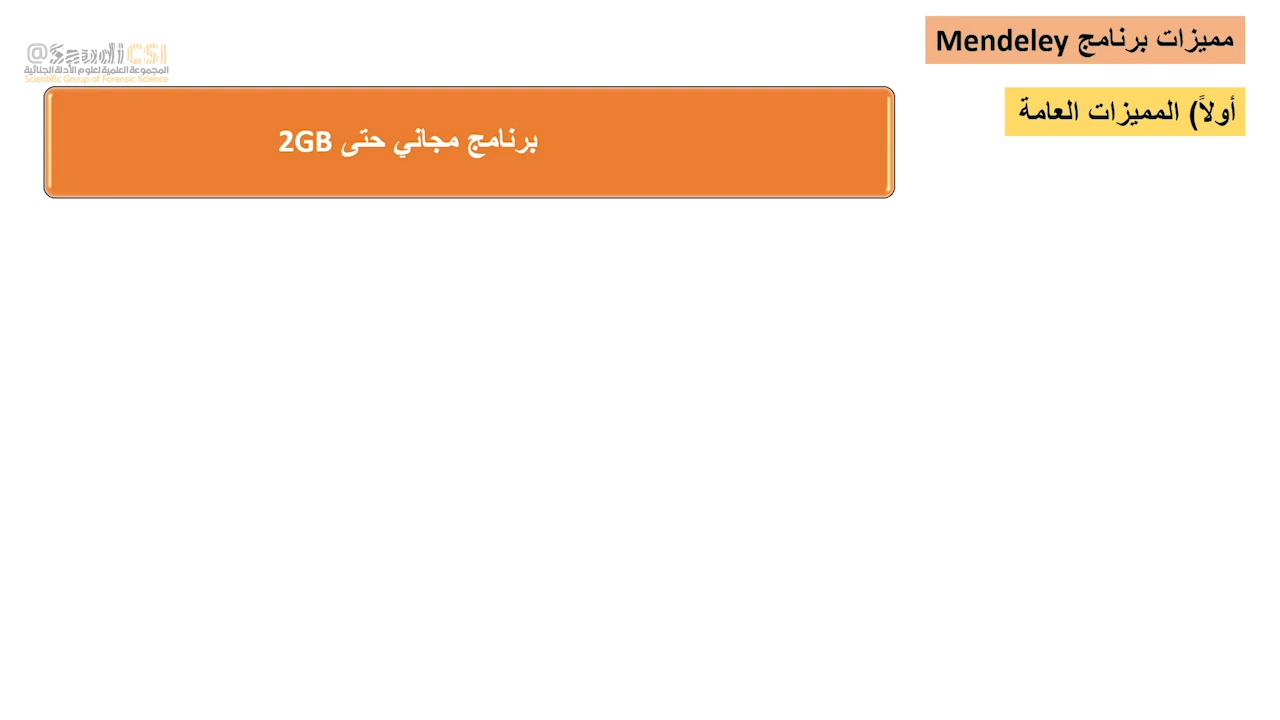 مميزات برنامج Mendeley
@SaudiCSI
المجموعة العلمية لعلوم الأدلة الجنائية
Scientific Group of Forensic Science
أولاً) المميزات العامة
برنامج مجاني حتى 2GB